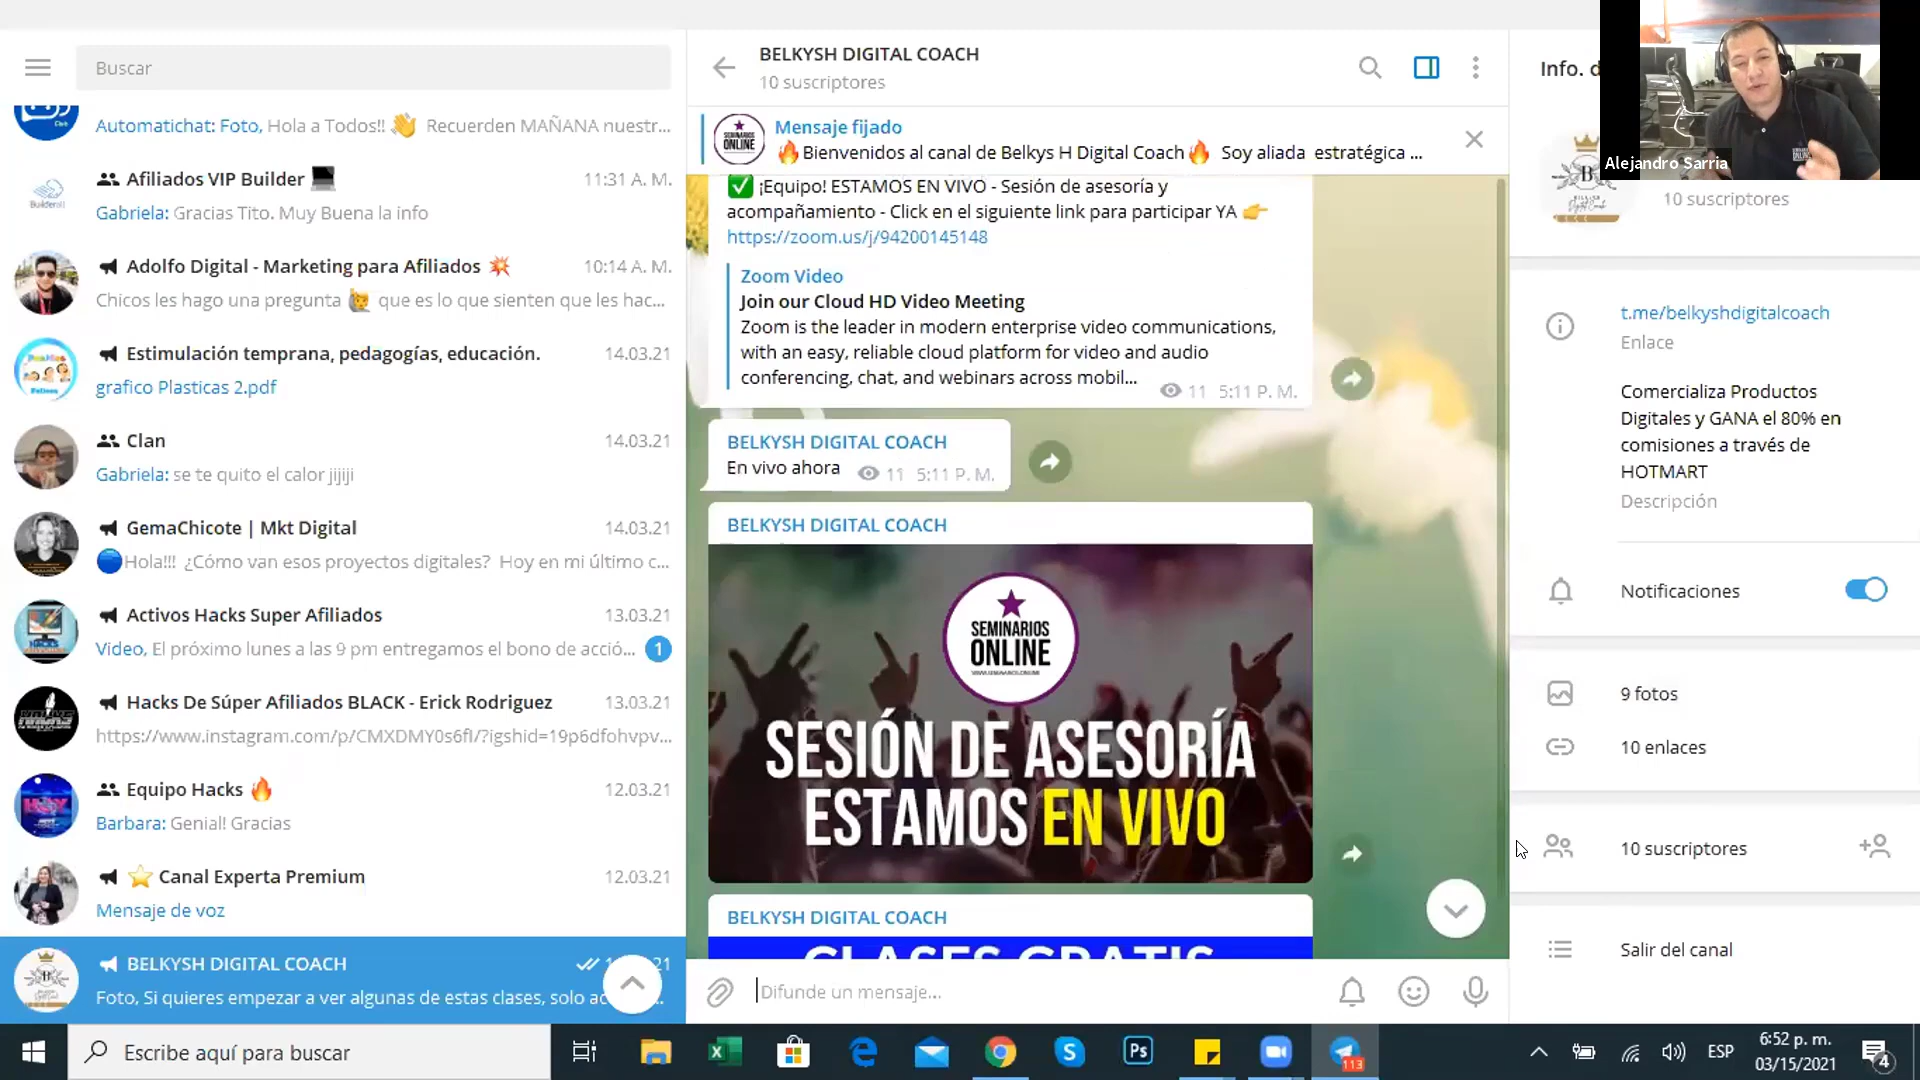 Buscar
Automatichat: Foto, Hola a Todos!! 👋 Recuerden MAÑANA nuestr...
Afiliados VIP Builder 11:31 A. M.
Gabriela: Gracias Tito. Muy Buena la info
Adolfo Digital - Marketing para Afiliados 💥 10:14 A. M.
Chicos les hago una pregunta 🙋 que es lo que sienten que les hac...
Estimulación temprana, pedagogías, educación. 14.03.21
grafico Plasticas 2.pdf
Clan 14.03.21
Gabriela: se te quito el calor jijiji
GemaChicote | Mkt Digital 14.03.21
🔵Hola!!! ¿Cómo van esos proyectos digitales? Hoy en mi último c...
Activos Hacks Super Afiliados 13.03.21
Video, El próximo lunes a las 9 pm entregamos el bono de acció... 1
Hacks De Súper Afiliados BLACK - Erick Rodriguez 13.03.21
https://www.instagram.com/p/CMXDMY0s6fI/?igshid=19p6dfohvpv...
Equipo Hacks 🔥 12.03.21
Barbara: Genial! Gracias
⭐ Canal Experta Premium 12.03.21
Mensaje de voz
BELKYSH DIGITAL COACH
Foto, Si quieres empezar a ver algunas de estas clases, solo
BELKYSH DIGITAL COACH
10 suscriptores
SEMINARIOS
ONLINE
Mensaje fijado
🔥Bienvenidos al canal de Belkys H Digital Coach🔥 Soy aliada estratégica ...
✅ ¡Equipo! ESTAMOS EN VIVO - Sesión de asesoría y
acompañamiento - Click en el siguiente link para participar YA 👉
https://zoom.us/j/94200145148
Zoom Video
Join our Cloud HD Video Meeting
Zoom is the leader in modern enterprise video communications,
with an easy, reliable cloud platform for video and audio
conferencing, chat, and webinars across mobil...
11 5:11 P. M.
BELKYSH DIGITAL COACH
En vivo ahora 11 5:11 P. M.
BELKYSH DIGITAL COACH
SEMINARIOS
ONLINE
WWW.SEMINARIOS.ONLINE
SESIÓN DE ASESORÍA
ESTAMOS EN VIVO
BELKYSH DIGITAL COACH
CLASES GRATIS
Difunde un mensaje...
Info. d
Alejandro Sarria
10 suscriptores
t.me/belkyshdigitalcoach
Enlace
Comercializa Productos
Digitales y GANA el 80% en
comisiones a través de
HOTMART
Descripción
Notificaciones
9 fotos
10 enlaces
10 suscriptores
Salir del canal
Escribe aquí para buscar
Ps
113
ESP
6:52 p. m.
03/15/2021
4